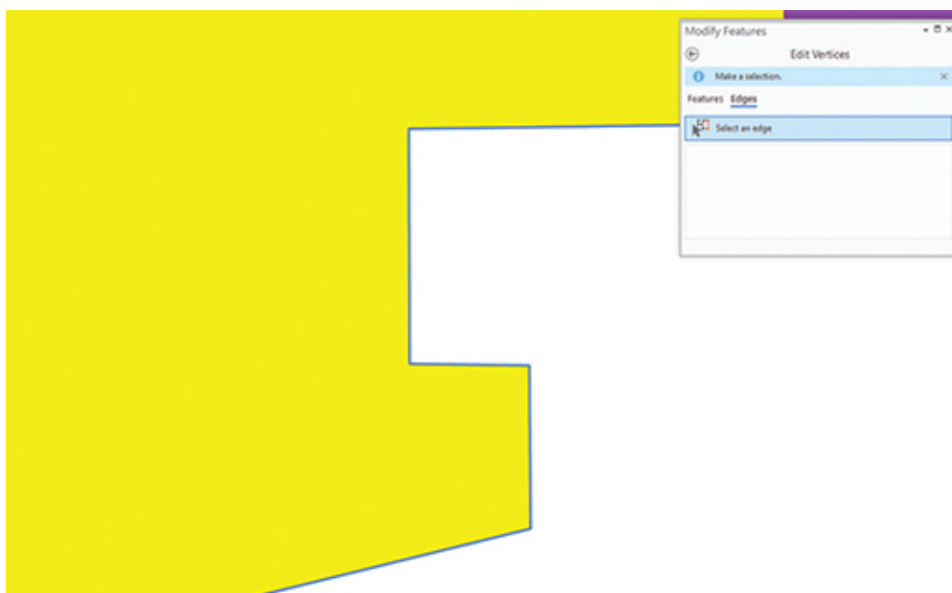 Modify Features
Edit Vertices
Make a selection.
Features Edges
Select an edge